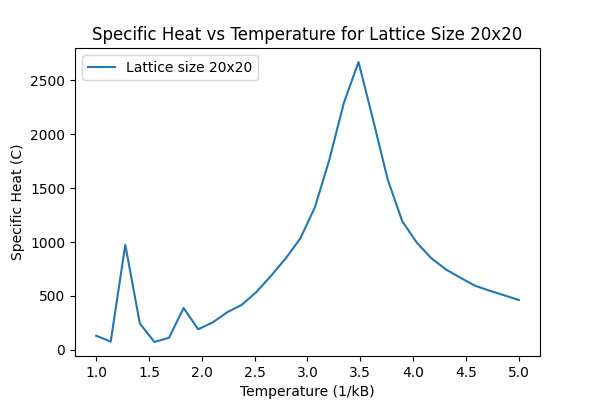 Specific Heat vs Temperature for Lattice Size 20x20
Lattice size 20x20
Specific Heat (C)
2500
2000
1500
1000
500
0
1.0 1.5 2.0 2.5 3.0 3.5 4.0 4.5 5.0
Temperature (1/kB)